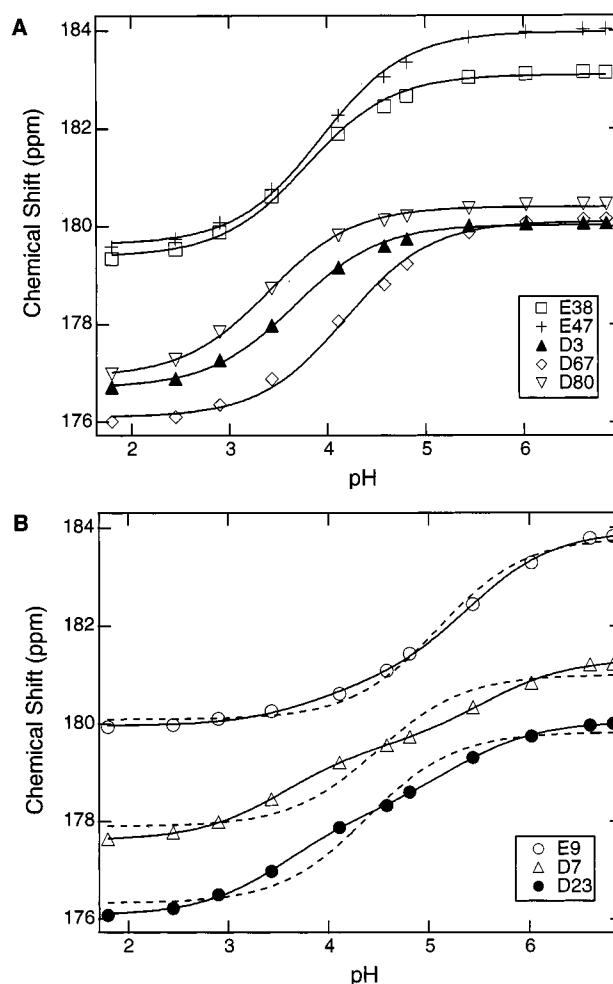 A
Chemical Shift (ppm)
184
182
180
178
176
E38
E47
D3
D67
D80
2
3
4
5
6
pH
B
Chemical Shift (ppm)
184
182
180
178
176
E9
D7
D23
2
3
4
5
6
pH